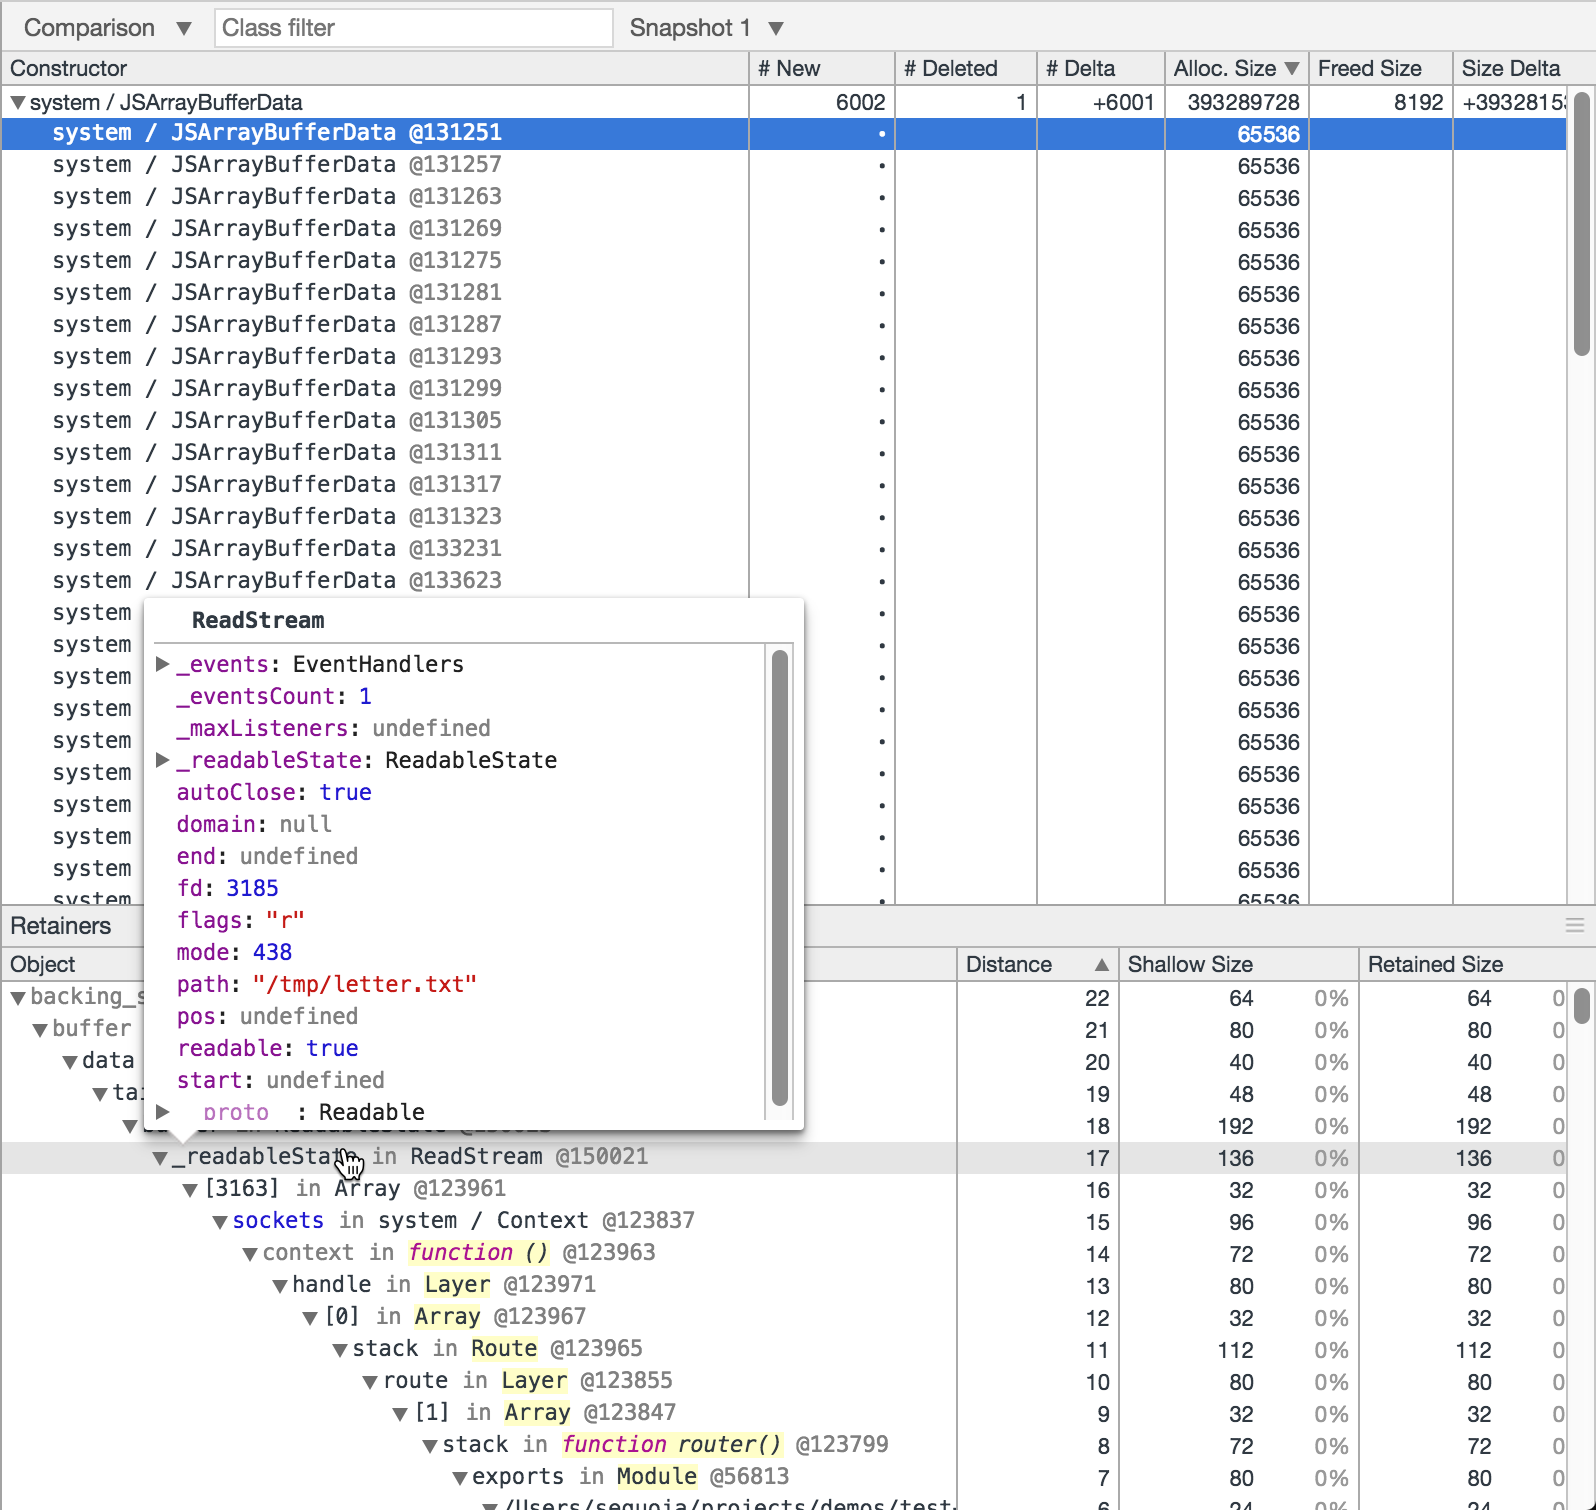 Comparison ▼ Class filter Snapshot 1 ▼
Constructor # New # Deleted # Delta Alloc. Size ▼ Freed Size Size Delta
▼system / JSArrayBufferData 6002 1 +6001 393289728 8192 +3932815
system / JSArrayBufferData @131251 • 65536
system / JSArrayBufferData @131257 • 65536
system / JSArrayBufferData @131263 • 65536
system / JSArrayBufferData @131269 • 65536
system / JSArrayBufferData @131275 • 65536
system / JSArrayBufferData @131281 • 65536
system / JSArrayBufferData @131287 • 65536
system / JSArrayBufferData @131293 • 65536
system / JSArrayBufferData @131299 • 65536
system / JSArrayBufferData @131305 • 65536
system / JSArrayBufferData @131311 • 65536
system / JSArrayBufferData @131317 • 65536
system / JSArrayBufferData @131323 • 65536
system / JSArrayBufferData @133231 • 65536
system / JSArrayBufferData @133623 • 65536
system • 65536
system • 65536
system • 65536
system • 65536
system • 65536
system • 65536
system • 65536
system • 65536
system • 65536
system • 65536
ReadStream
▶ _events: EventHandlers
_eventsCount: 1
_maxListeners: undefined
▶ _readableState: ReadableState
autoClose: true
domain: null
end: undefined
fd: 3185
flags: "r"
mode: 438
path: "/tmp/letter.txt"
pos: undefined
readable: true
start: undefined
▶ __proto__: Readable
Retainers
Object Distance ▲ Shallow Size Retained Size
▼backing_s 22 64 0% 64 0
▼buffer 21 80 0% 80 0
▼data 20 40 0% 40 0
▼tai 19 48 0% 48 0
▼ 18 192 0% 192 0
▼_readableState in ReadStream @150021 17 136 0% 136 0
▼[3163] in Array @123961 16 32 0% 32 0
▼sockets in system / Context @123837 15 96 0% 96 0
▼context in function () @123963 14 72 0% 72 0
▼handle in Layer @123971 13 80 0% 80 0
▼[0] in Array @123967 12 32 0% 32 0
▼stack in Route @123965 11 112 0% 112 0
▼route in Layer @123855 10 80 0% 80 0
▼[1] in Array @123847 9 32 0% 32 0
▼stack in function router() @123799 8 72 0% 72 0
▼exports in Module @56813 7 80 0% 80 0
▼/Users/sequoia/projects/demos/test- 6 24 0% 24 0